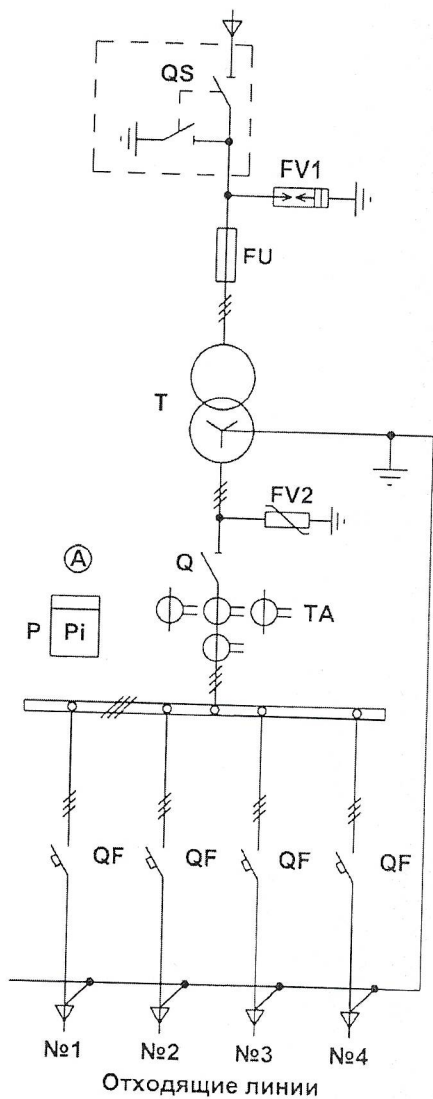 QS
FV1
FU
T
FV2
Q
A
TA
P Pi
QF QF QF QF
№1 №2 №3 №4
Отходящие линии